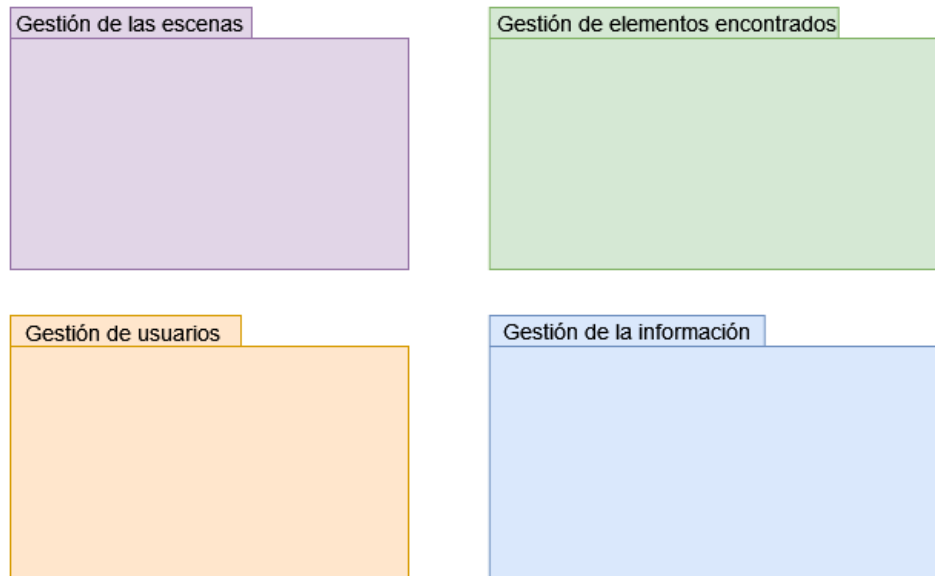 Gestión de las escenas
Gestión de elementos encontrados
Gestión de usuarios
Gestión de la información